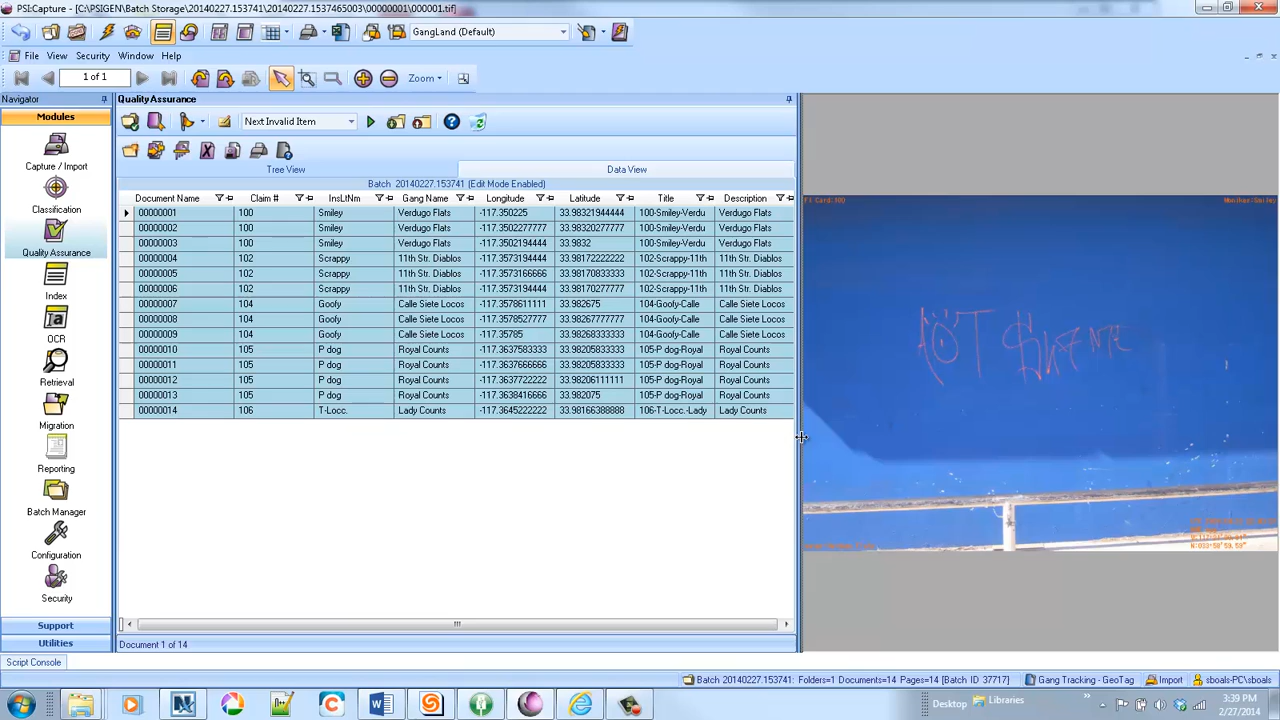 PSI:Capture - [C:\PSIGEN\Batch Storage\20140227.153741\20140227.1537465003\00000001\000001.tif]
GangLand (Default)
File View Security Window Help
1 of 1
Zoom
Navigator
Modules
Capture / Import
Classification
Quality Assurance
Index
OCR
Retrieval
Migration
Reporting
Batch Manager
Configuration
Security
Support
Utilities
Script Console
Quality Assurance
Next Invalid Item
Tree View Data View
Batch 20140227.153741 (Edit Mode Enabled)
Document Name Claim # InsLtNm Gang Name Longitude Latitude Title Description
00000001 100 Smiley Verdugo Flats -117.350225 33.98321944444 100-Smiley-Verdu Verdugo Flats
00000002 100 Smiley Verdugo Flats -117.3502277777 33.98320277777 100-Smiley-Verdu Verdugo Flats
00000003 100 Smiley Verdugo Flats -117.3502194444 33.9832 100-Smiley-Verdu Verdugo Flats
00000004 102 Scrappy 11th Str. Diablos -117.3573194444 33.98172222222 102-Scrappy-11th 11th Str. Diablos
00000005 102 Scrappy 11th Str. Diablos -117.3573166666 33.98170833333 102-Scrappy-11th 11th Str. Diablos
00000006 102 Scrappy 11th Str. Diablos -117.3573194444 33.98170277777 102-Scrappy-11th 11th Str. Diablos
00000007 104 Goofy Calle Siete Locos -117.3578611111 33.982675 104-Goofy-Calle Calle Siete Locos
00000008 104 Goofy Calle Siete Locos -117.3578527777 33.98267777777 104-Goofy-Calle Calle Siete Locos
00000009 104 Goofy Calle Siete Locos -117.35785 33.98268333333 104-Goofy-Calle Calle Siete Locos
00000010 105 P dog Royal Counts -117.3637583333 33.98205833333 105-P dog-Royal Royal Counts
00000011 105 P dog Royal Counts -117.3637666666 33.98205833333 105-P dog-Royal Royal Counts
00000012 105 P dog Royal Counts -117.3637722222 33.98206111111 105-P dog-Royal Royal Counts
00000013 105 P dog Royal Counts -117.3638416666 33.982075 105-P dog-Royal Royal Counts
00000014 106 T-Locc. Lady Counts -117.3645222222 33.98166388888 106-T-Locc.-Lady Lady Counts
Document 1 of 14
FI Card:100 Moniker:Smiley
N:033°58'59.59"
Batch 20140227.153741: Folders=1 Documents=14 Pages=14 [Batch ID 37717] Gang Tracking - GeoTag Import sboals-PC\sboals
Desktop Libraries
3:39 PM
2/27/2014